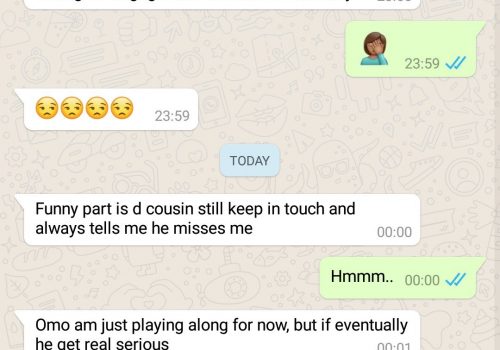 23:59
23:59
TODAY
Funny part is d cousin still keep in touch and
always tells me he misses me
00:00
Hmmm.. 00:00
Omo am just playing along for now, but if eventually
he get real serious
00:01